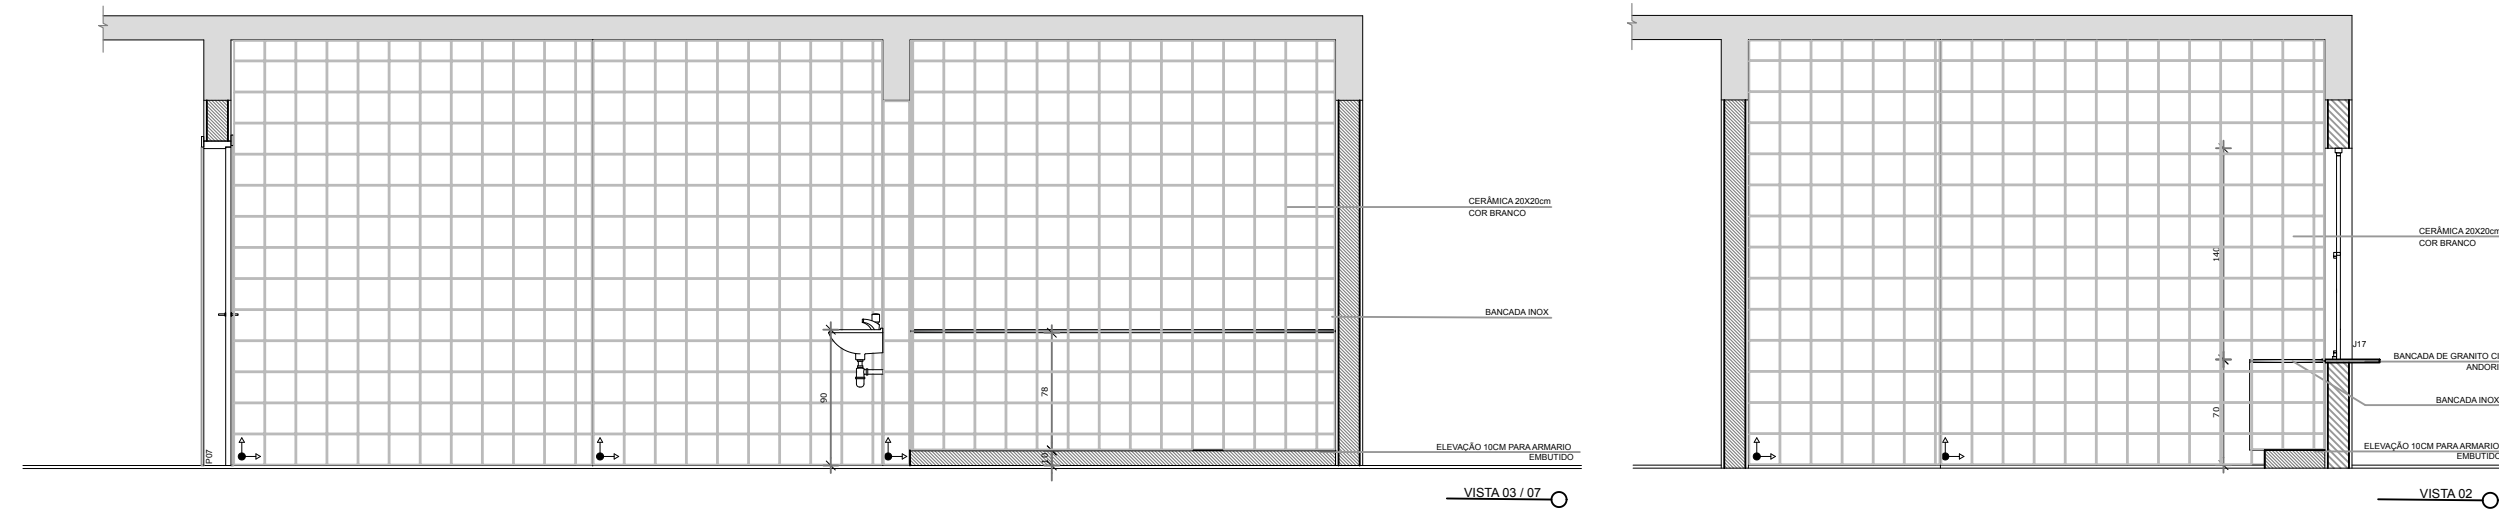 CERÂMICA 20X20cm
COR BRANCO
BANCADA INOX
90
78
10
P07
ELEVAÇÃO 10CM PARA ARMARIO
EMBUTIDO
VISTA 03 / 07
CERÂMICA 20X20cm
COR BRANCO
140
J17
BANCADA DE GRANITO CI
ANDORI
BANCADA INOX
70
ELEVAÇÃO 10CM PARA ARMARIO
EMBUTIDO
VISTA 02